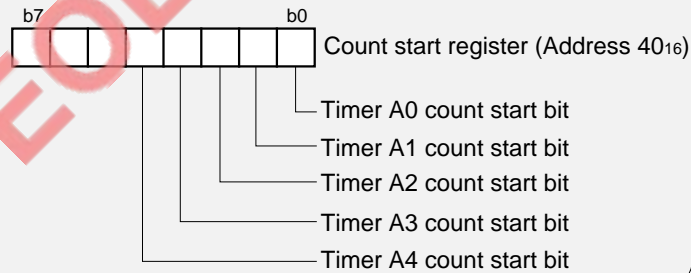 b7 b0
Count start register (Address 40₁₆)
Timer A0 count start bit
Timer A1 count start bit
Timer A2 count start bit
Timer A3 count start bit
Timer A4 count start bit